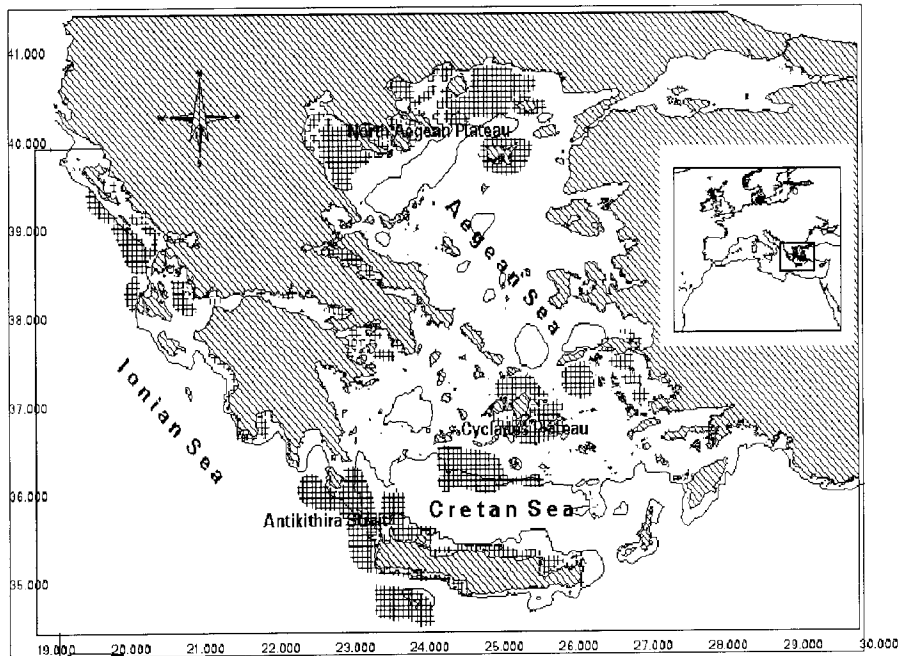 41.000
North Aegean Plateau
40.000
Aegean Sea
39.000
38.000
Ionian Sea
37.000
Cyclades Plateau
36.000
Cretan Sea
Antikithira Strait
35.000
19.000 20.000 21.000 22.000 23.000 24.000 25.000 26.000 27.000 28.000 29.000 30.000